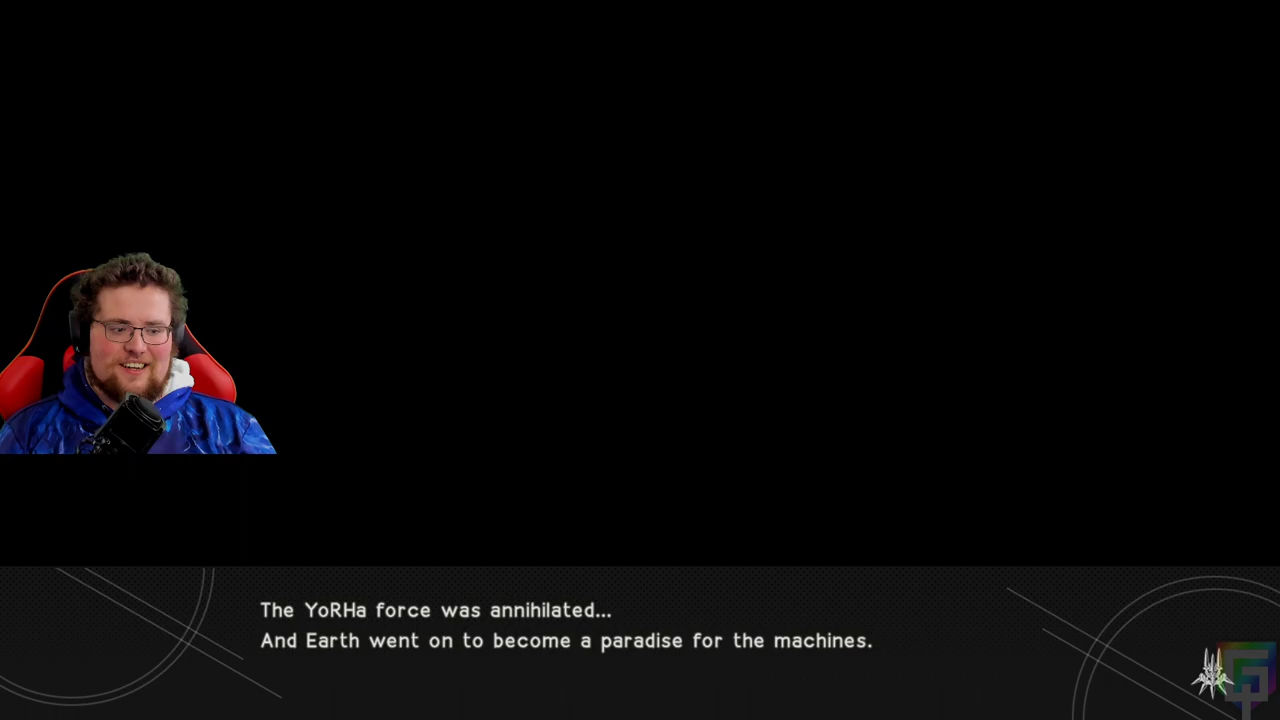 The YoRHa force was annihilated...
And Earth went on to become a paradise for the machines.